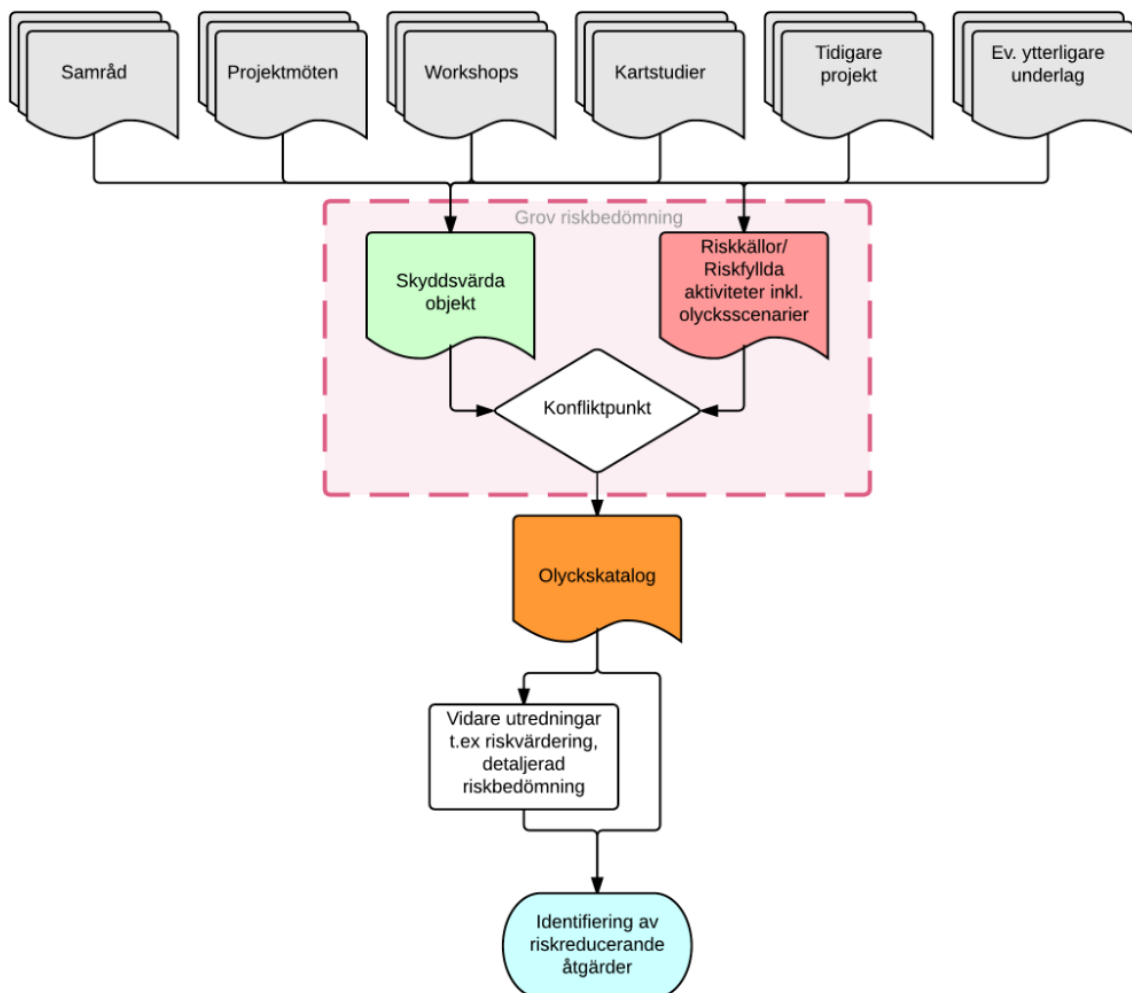 Samråd
Projektmöten
Workshops
Kartstudier
Tidigare
projekt
Ev. ytterligare
underlag
Grov riskbedömning
Skyddsvärda
objekt
Riskkällor/
Riskfyllda
aktiviteter inkl.
olycksscenarier
Konfliktpunkt
Olyckskatalog
Vidare utredningar
t.ex riskvärdering,
detaljerad
riskbedömning
Identifiering av
riskreducerande
åtgärder